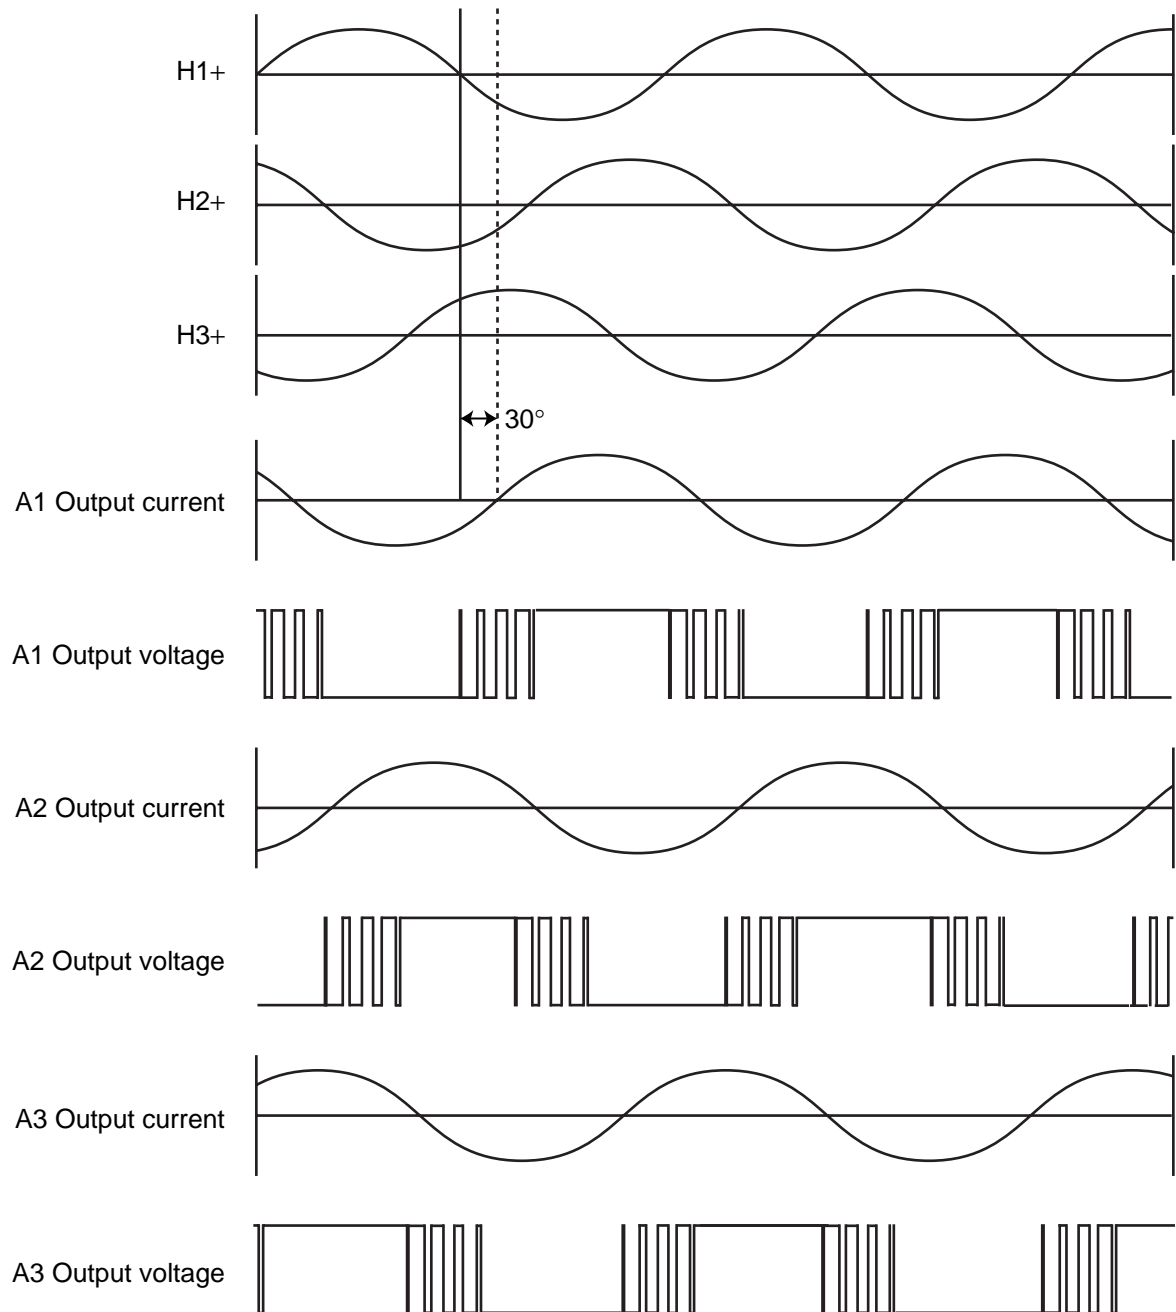 H1+
H2+
H3+
30°
A1 Output current
A1 Output voltage
A2 Output current
A2 Output voltage
A3 Output current
A3 Output voltage